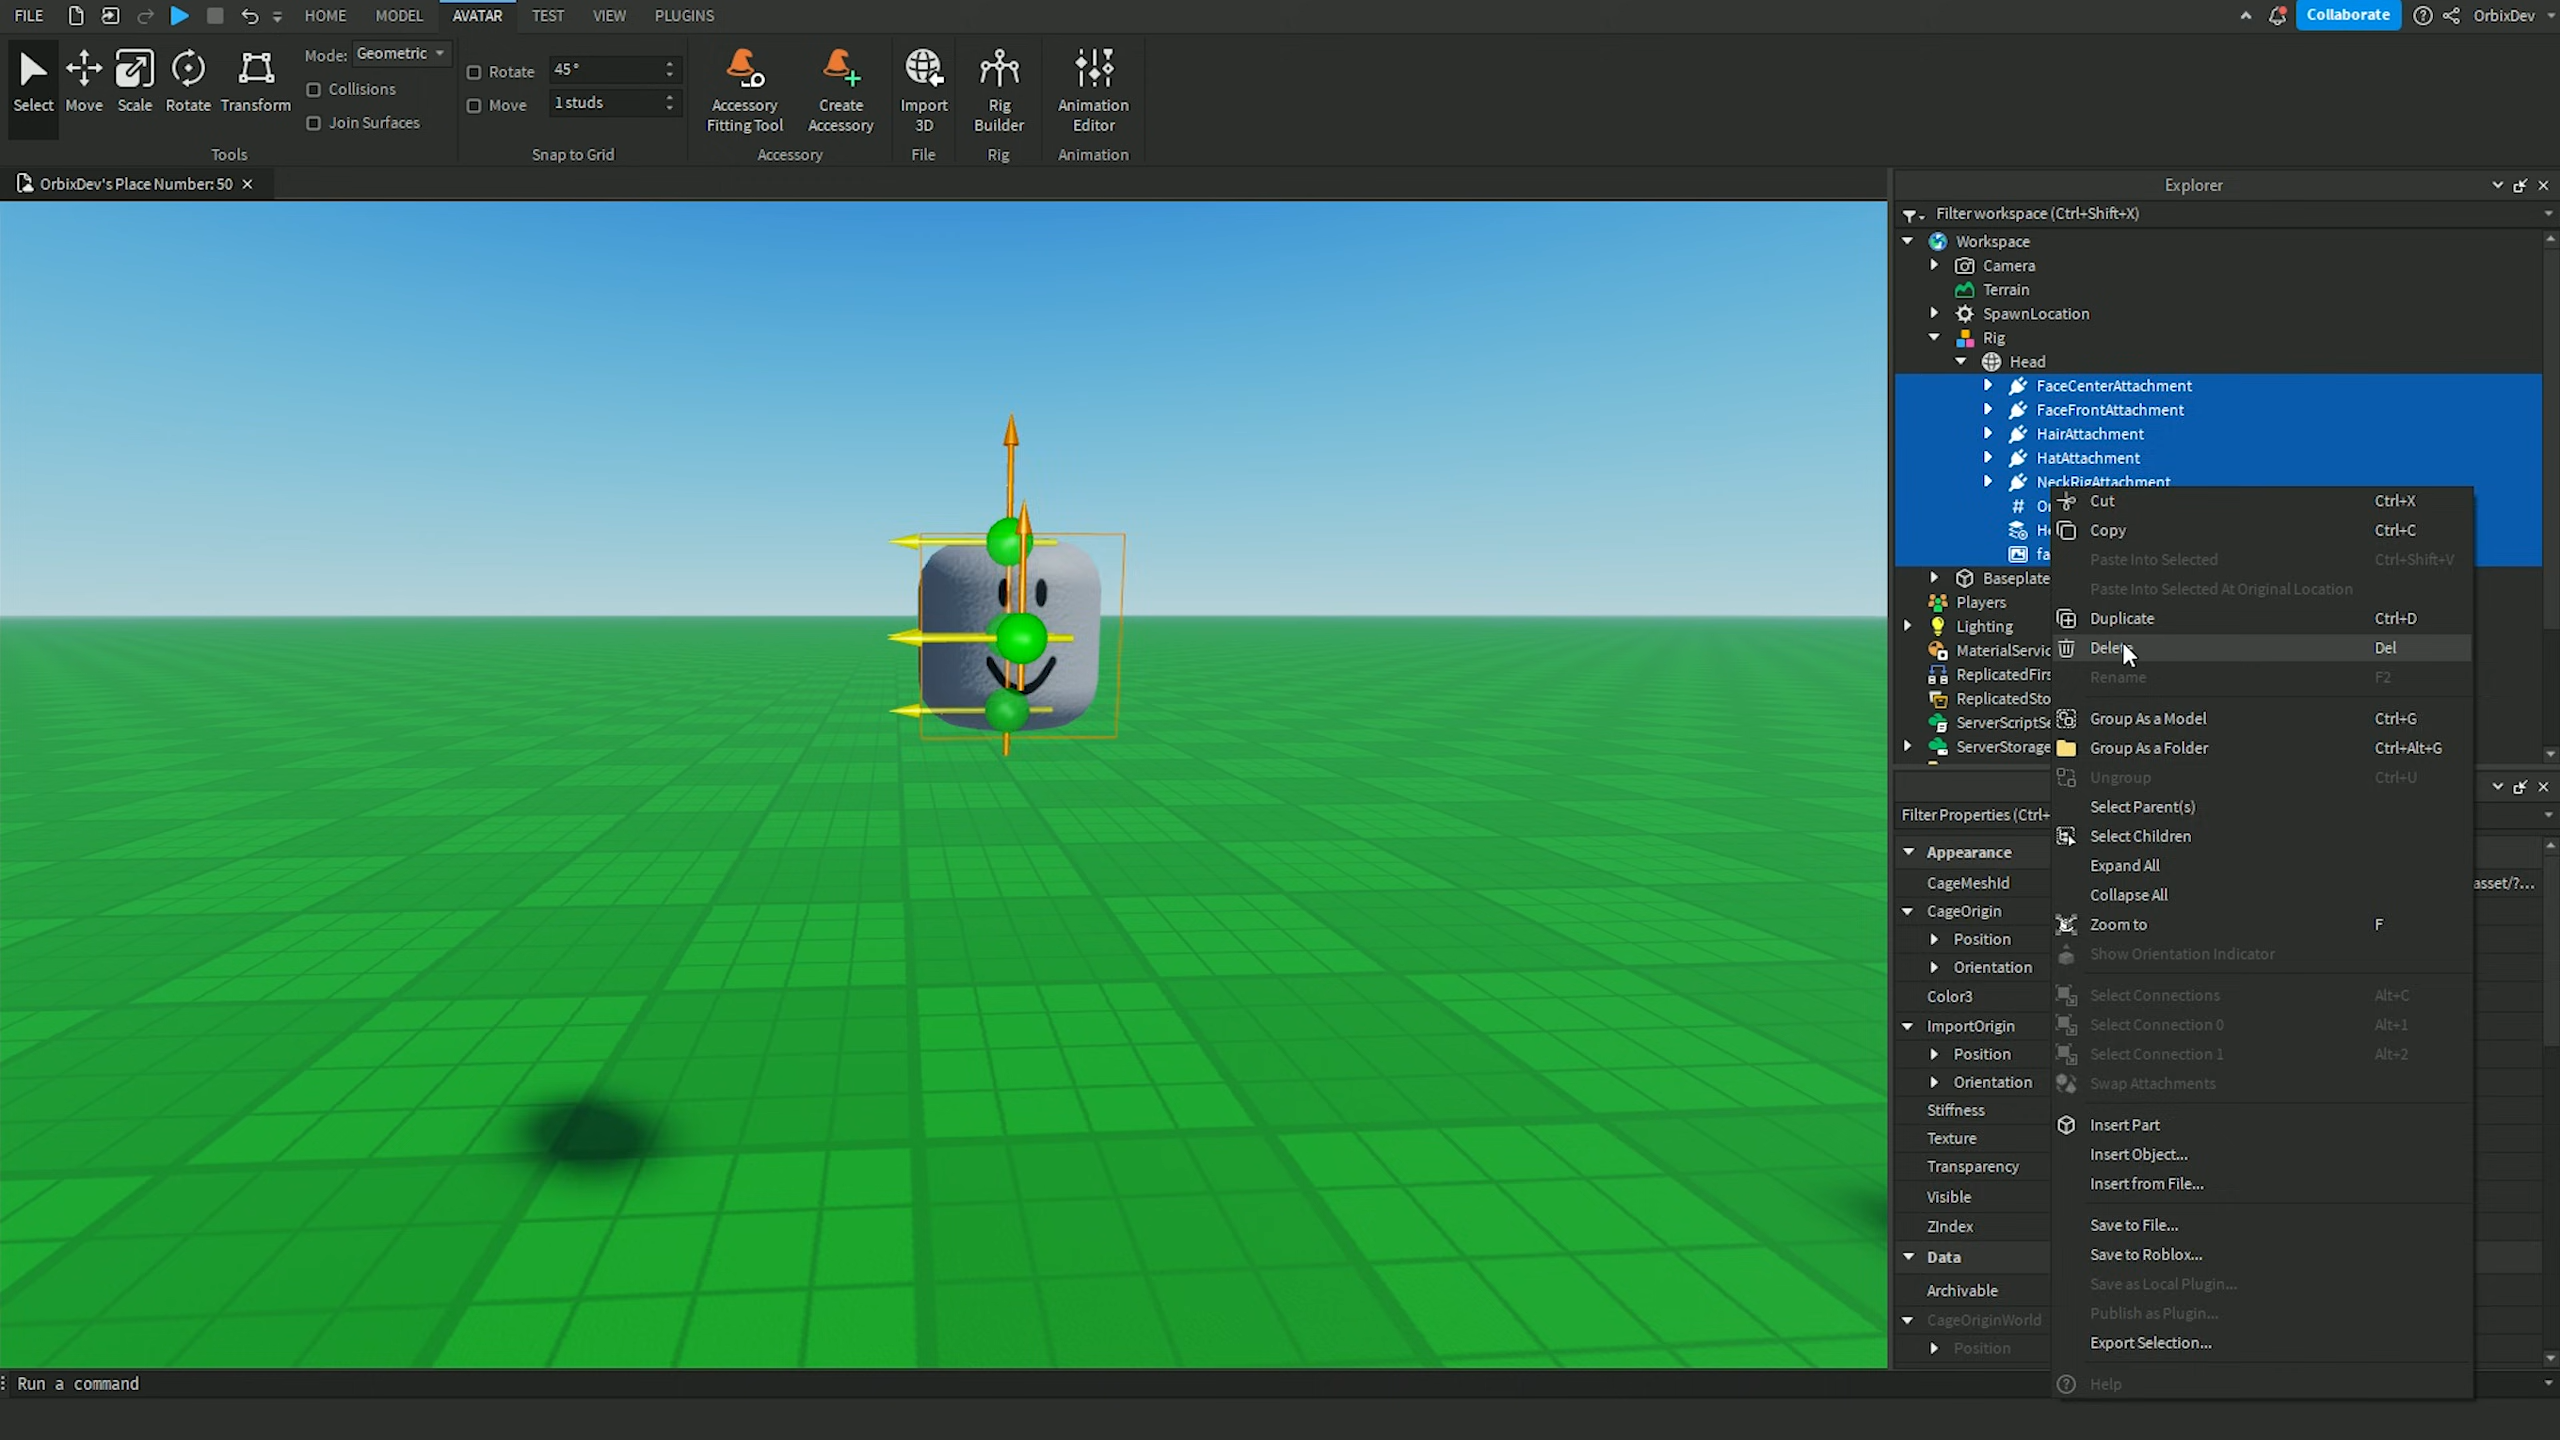 FILE
HOME
MODEL
AVATAR
TEST
VIEW
PLUGINS
Collaborate
OrbixDev
Select
Move
Scale
Rotate
Transform
Mode: Geometric
Collisions
Join Surfaces
Tools
Rotate 45°
Move 1 studs
Snap to Grid
Accessory
Fitting Tool
Create
Accessory
Accessory
Import
3D
File
Rig
Builder
Rig
Animation
Editor
Animation
OrbixDev's Place Number: 50
Explorer
Filter workspace (Ctrl+Shift+X)
Workspace
Camera
Terrain
SpawnLocation
Rig
Head
FaceCenterAttachment
FaceFrontAttachment
HairAttachment
HatAttachment
NeckRigAttachment
Baseplate
Players
Lighting
MaterialServic
ReplicatedFirs
ReplicatedSto
ServerScriptSe
ServerStorage
Cut Ctrl+X
Copy Ctrl+C
Paste Into Selected Ctrl+Shift+V
Paste Into Selected At Original Location
Duplicate Ctrl+D
Delete Del
Rename F2
Group As a Model Ctrl+G
Group As a Folder Ctrl+Alt+G
Ungroup Ctrl+U
Select Parent(s)
Select Children
Expand All
Collapse All
Zoom to F
Show Orientation Indicator
Select Connections Alt+C
Select Connection 0 Alt+1
Select Connection 1 Alt+2
Swap Attachments
Insert Part
Insert Object...
Insert from File...
Save to File...
Save to Roblox...
Save as Local Plugin...
Publish as Plugin...
Export Selection...
Help
Filter Properties (Ctrl+
Appearance
CageMeshId
asset/?...
CageOrigin
Position
Orientation
Color3
ImportOrigin
Position
Orientation
Stiffness
Texture
Transparency
Visible
ZIndex
Data
Archivable
CageOriginWorld
Position
Run a command